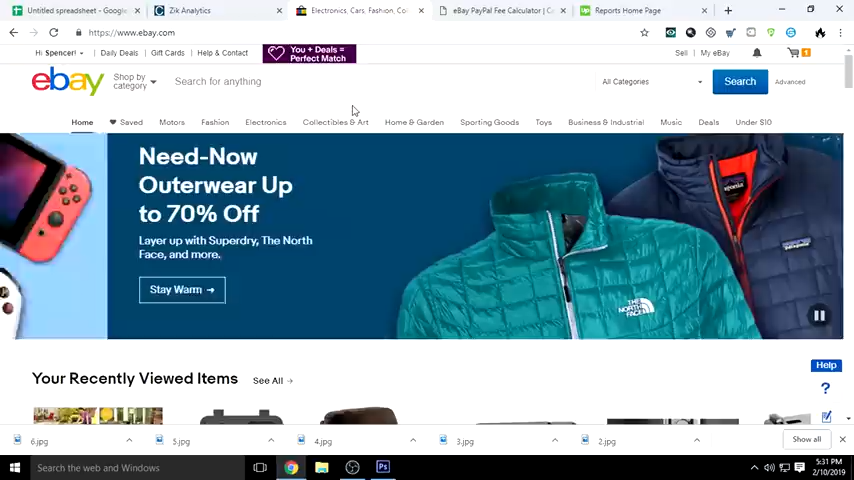 Untitled spreadsheet - Google
Zik Analytics
Electronics, Cars, Fashion, Col
eBay PayPal Fee Calculator | C
Up Reports Home Page
https://www.ebay.com
Hi Spencer! Daily Deals Gift Cards Help & Contact
You + Deals =
Perfect Match
Sell My eBay
1
ebay
Shop by
category
Search for anything
All Categories
Search
Advanced
Home Saved Motors Fashion Electronics Collectibles & Art Home & Garden Sporting Goods Toys Business & Industrial Music Deals Under $10
Need-Now
Outerwear Up
to 70% Off
Layer up with Superdry, The North
Face, and more.
Stay Warm →
THE
NORTH
FACE
patagonia
Your Recently Viewed Items See All →
Help
?
6.jpg
5.jpg
4.jpg
3.jpg
2.jpg
Show all
Search the web and Windows
Ps
5:31 PM
2/10/2019